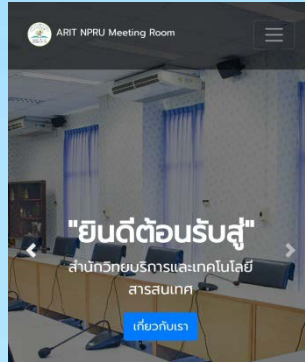 ARIT NPRU Meeting Room
"ยินดีต้อนรับสู่"
สำนักวิทยบริการและเทคโนโลยี
สารสนเทศ
เกี่ยวกับเรา